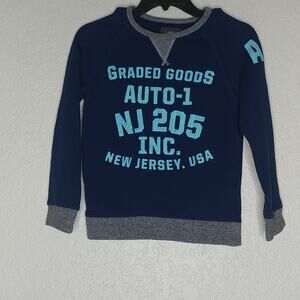 GRADED GOODS
AUTO-1
NJ 205
INC.
NEW JERSEY. USA
A